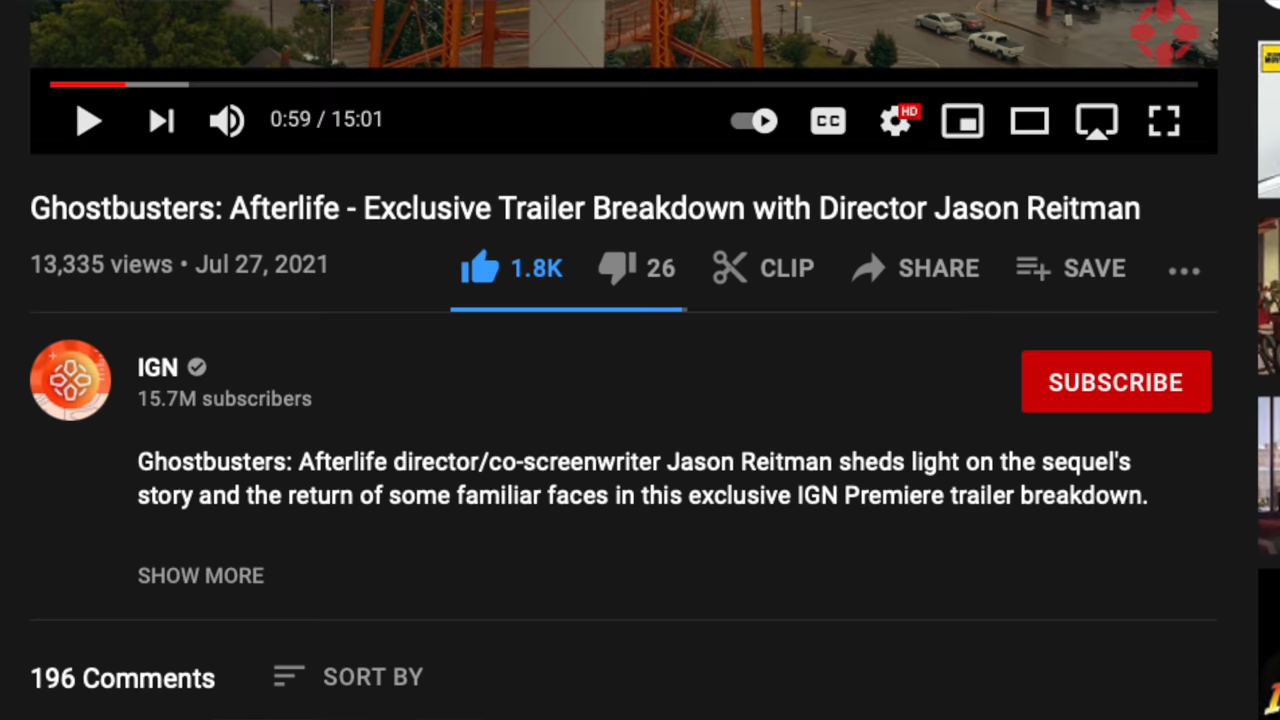 0:59 / 15:01
CC
HD
Ghostbusters: Afterlife - Exclusive Trailer Breakdown with Director Jason Reitman
13,335 views • Jul 27, 2021
1.8K
26
CLIP
SHARE
SAVE
IGN
15.7M subscribers
SUBSCRIBE
Ghostbusters: Afterlife director/co-screenwriter Jason Reitman sheds light on the sequel's
story and the return of some familiar faces in this exclusive IGN Premiere trailer breakdown.
SHOW MORE
196 Comments
SORT BY